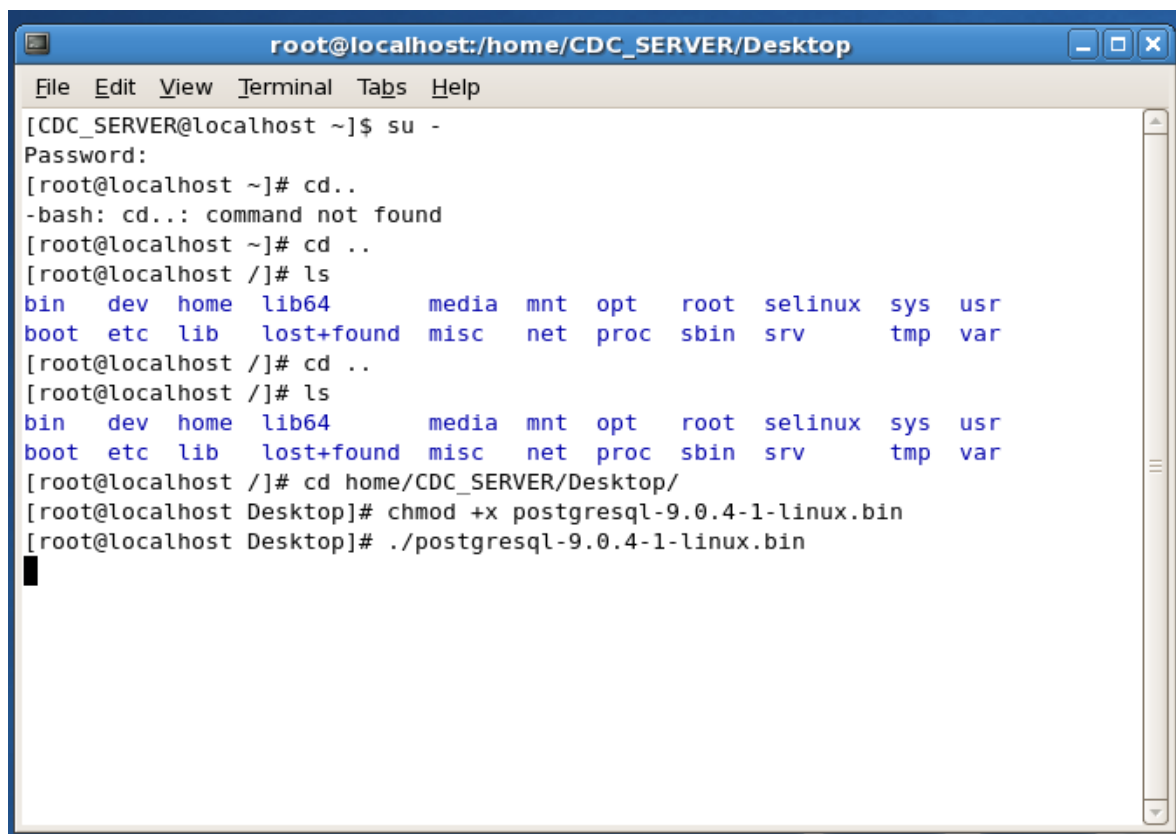 root@localhost:/home/CDC_SERVER/Desktop
File Edit View Terminal Tabs Help
[CDC_SERVER@localhost ~]$ su -
Password:
[root@localhost ~]# cd..
-bash: cd..: command not found
[root@localhost ~]# cd ..
[root@localhost /]# ls
bin   dev  home  lib64       media  mnt  opt   root  selinux  sys  usr
boot  etc  lib   lost+found  misc   net  proc  sbin  srv      tmp  var
[root@localhost /]# cd ..
[root@localhost /]# ls
bin   dev  home  lib64       media  mnt  opt   root  selinux  sys  usr
boot  etc  lib   lost+found  misc   net  proc  sbin  srv      tmp  var
[root@localhost /]# cd home/CDC_SERVER/Desktop/
[root@localhost Desktop]# chmod +x postgresql-9.0.4-1-linux.bin
[root@localhost Desktop]# ./postgresql-9.0.4-1-linux.bin